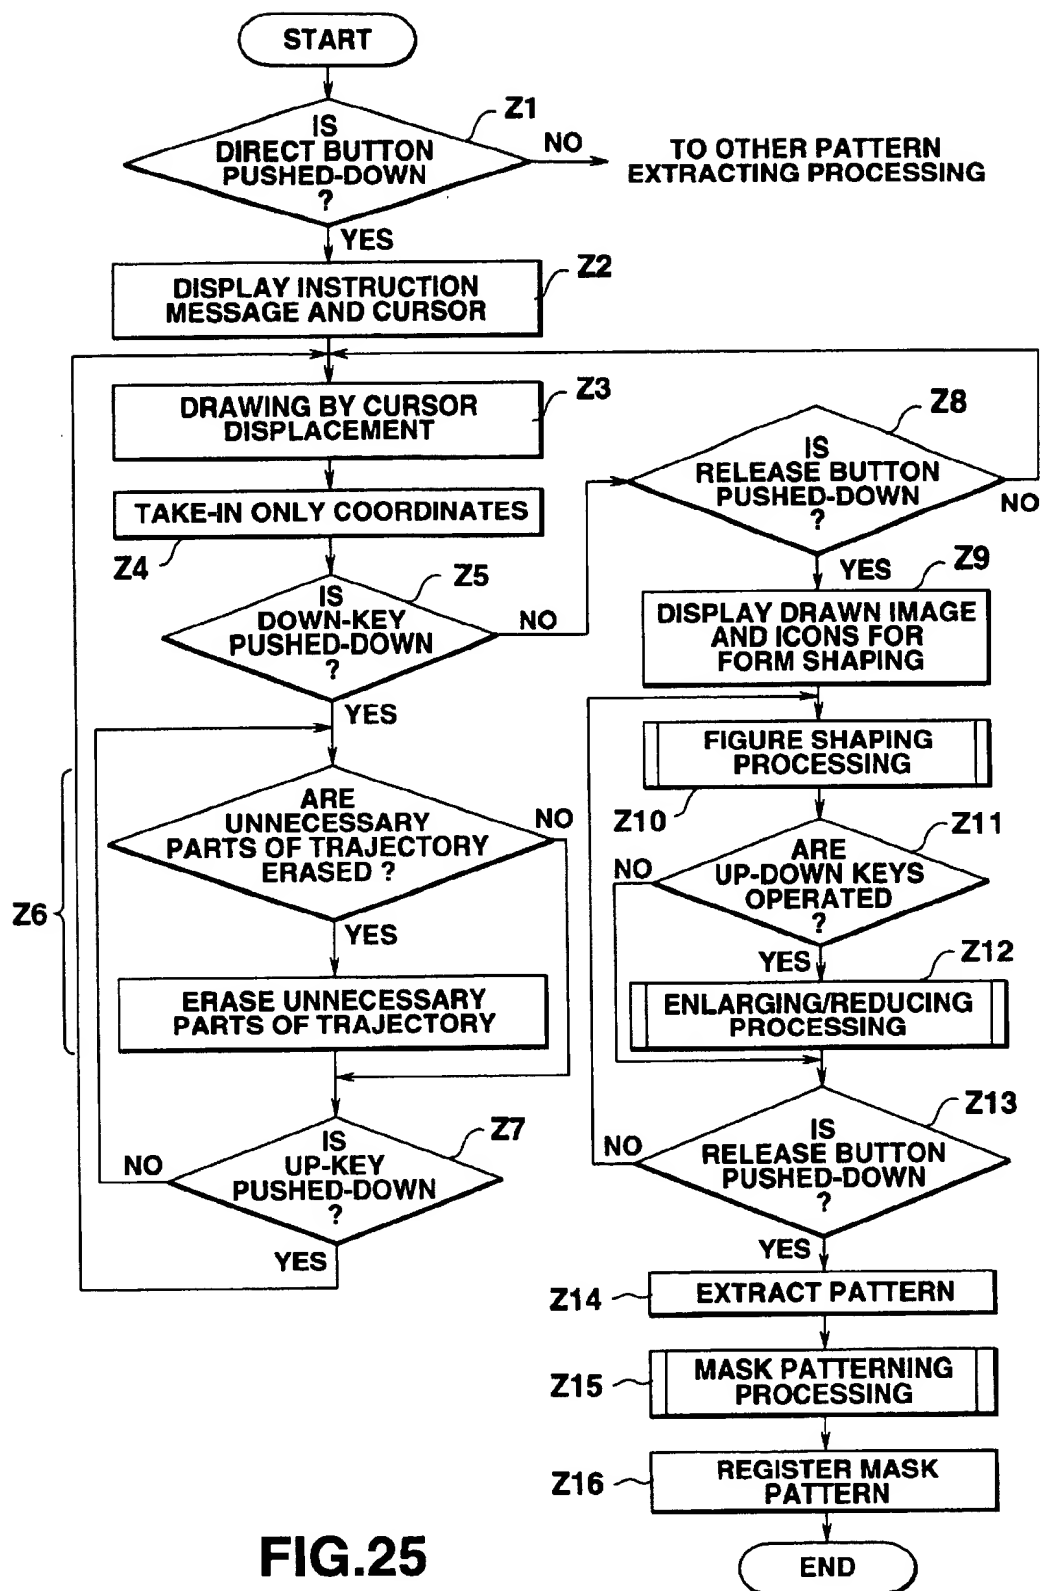 START
Z1
IS
DIRECT BUTTON
PUSHED-DOWN
?
NO
TO OTHER PATTERN
EXTRACTING PROCESSING
YES
Z2
DISPLAY INSTRUCTION
MESSAGE AND CURSOR
Z3
DRAWING BY CURSOR
DISPLACEMENT
TAKE-IN ONLY COORDINATES
Z4
Z5
IS
DOWN-KEY
PUSHED-DOWN
?
NO
YES
Z6
ARE
UNNECESSARY
PARTS OF TRAJECTORY
ERASED ?
NO
YES
ERASE UNNECESSARY
PARTS OF TRAJECTORY
Z7
IS
UP-KEY
PUSHED-DOWN
?
NO
YES
Z8
IS
RELEASE BUTTON
PUSHED-DOWN
?
NO
YES
Z9
DISPLAY DRAWN IMAGE
AND ICONS FOR
FORM SHAPING
FIGURE SHAPING
PROCESSING
Z10
Z11
ARE
UP-DOWN KEYS
OPERATED
?
NO
YES
Z12
ENLARGING/REDUCING
PROCESSING
Z13
IS
RELEASE BUTTON
PUSHED-DOWN
?
NO
YES
Z14
EXTRACT PATTERN
Z15
MASK PATTERNING
PROCESSING
Z16
REGISTER MASK
PATTERN
END
FIG.25